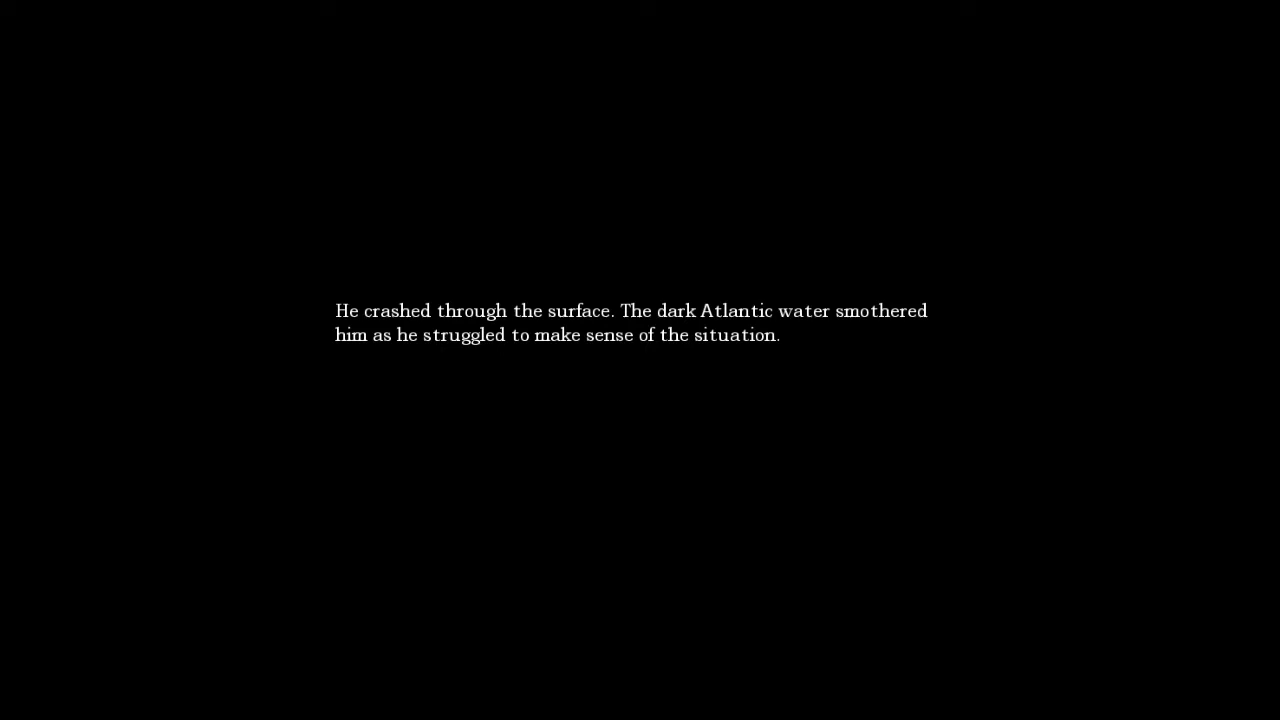 He crashed through the surface. The dark Atlantic water smothered
him as he struggled to make sense of the situation.